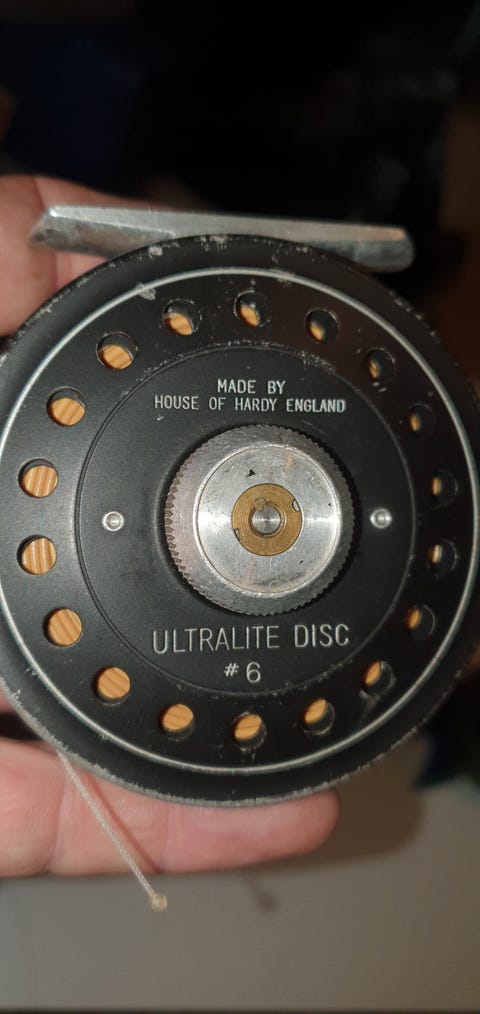 MADE BY
HOUSE OF HARDY ENGLAND
ULTRALITE DISC
#6